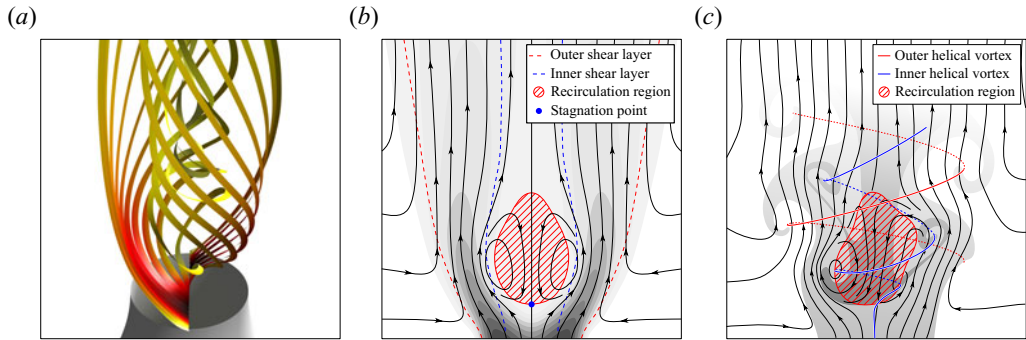 (a)
(b)
Outer shear layer
Inner shear layer
Recirculation region
Stagnation point
(c)
Outer helical vortex
Inner helical vortex
Recirculation region